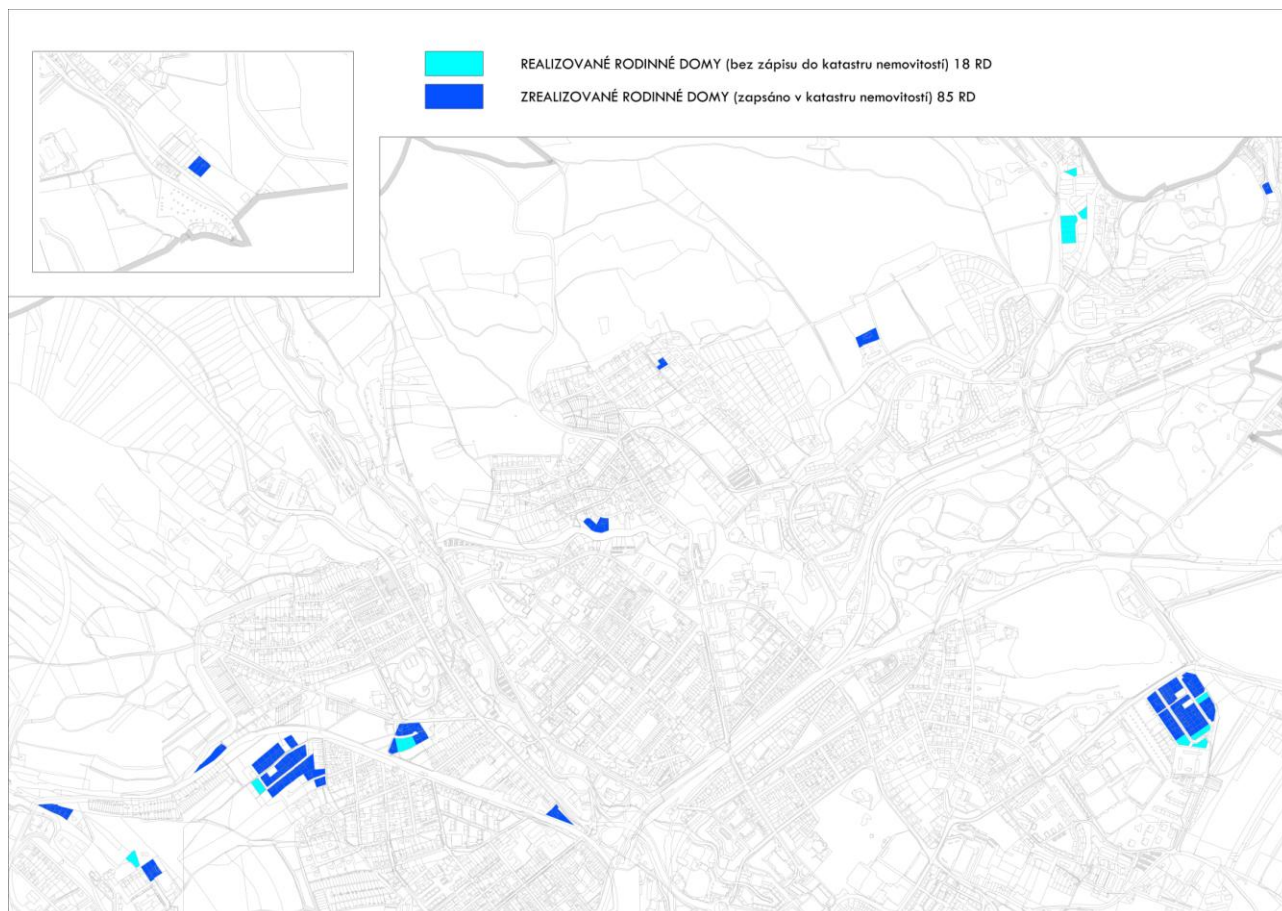 REALIZOVANÉ RODINNÉ DOMY (bez zápisu do katastru nemovitostí) 18 RD
ZREALIZOVANÉ RODINNÉ DOMY (zapsáno v katastru nemovitostí) 85 RD